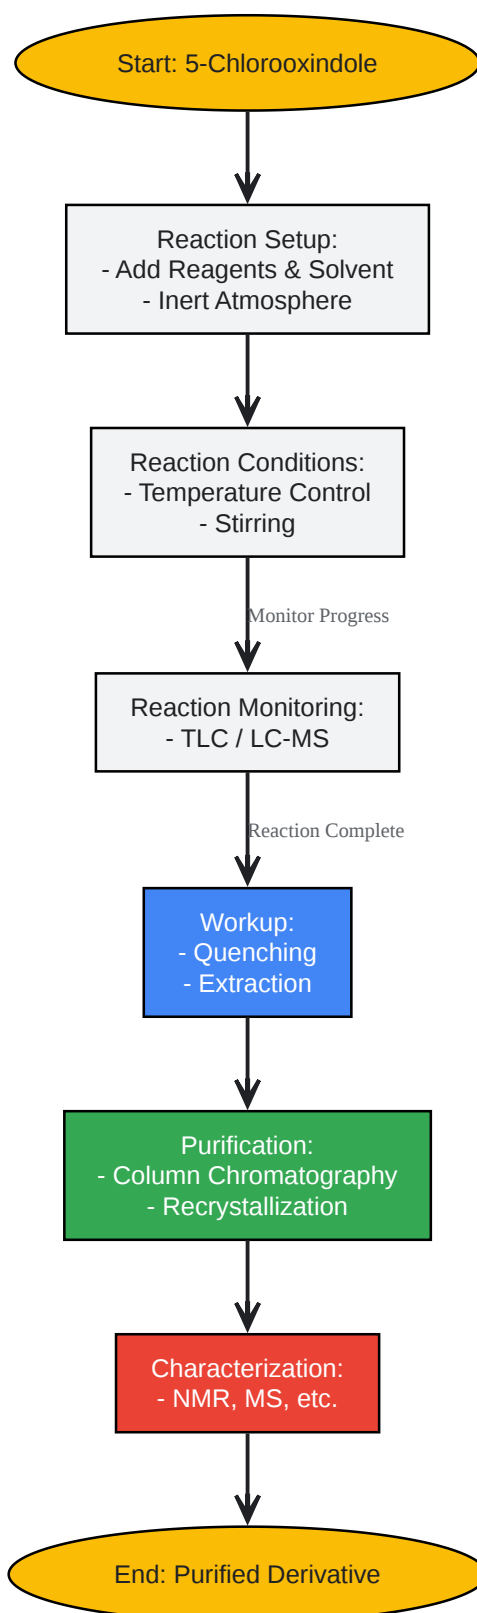 Start: 5-Chlorooxindole
Reaction Setup:
- Add Reagents & Solvent
- Inert Atmosphere
Reaction Conditions:
- Temperature Control
- Stirring
Monitor Progress
Reaction Monitoring:
- TLC / LC-MS
Reaction Complete
Workup:
- Quenching
- Extraction
Purification:
- Column Chromatography
- Recrystallization
Characterization:
- NMR, MS, etc.
End: Purified Derivative